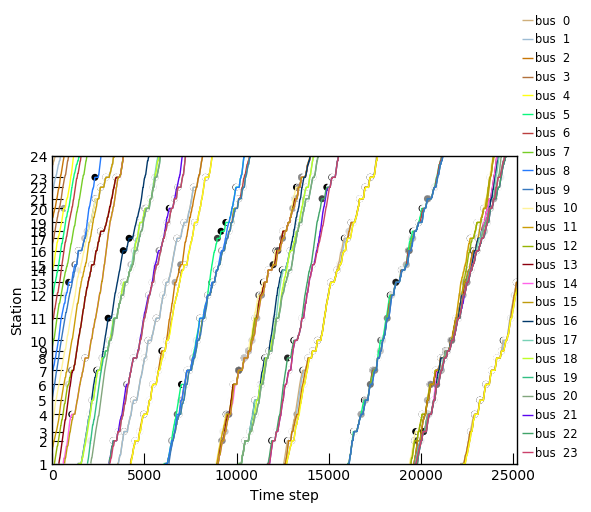 bus 0
bus 1
bus 2
bus 3
bus 4
bus 5
bus 6
bus 7
bus 8
bus 9
bus 10
bus 11
bus 12
bus 13
bus 14
bus 15
bus 16
bus 17
bus 18
bus 19
bus 20
bus 21
bus 22
bus 23
24
23
22
21
20
19
18
17
16
15
14
13
12
11
10
9
8
7
6
5
4
3
2
1
Station
0 5000 10000 15000 20000 25000
Time step